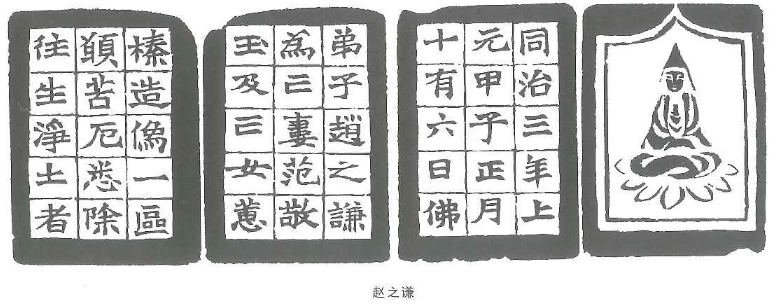 同治三年上
元甲子正月
十有六日佛
弟子趙之謙
為亡妻范敬
玉及亡女蕙
榛造像一區
願苦厄悉除
往生淨土者
赵之谦